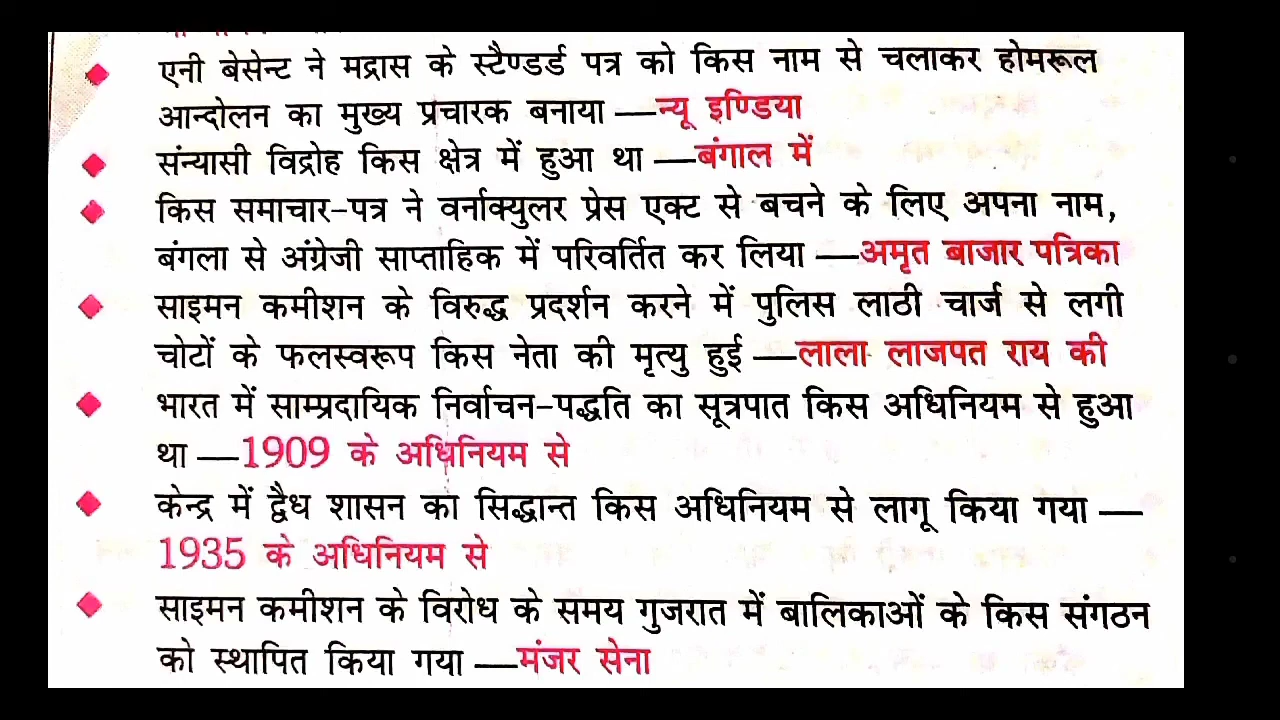 एनी बेसेन्ट ने मद्रास के स्टैण्डर्ड पत्र को किस नाम से चलाकर होमरूल
आन्दोलन का मुख्य प्रचारक बनाया —न्यू इण्डिया
संन्यासी विद्रोह किस क्षेत्र में हुआ था —बंगाल में
किस समाचार-पत्र ने वर्नाक्युलर प्रेस एक्ट से बचने के लिए अपना नाम,
बंगला से अंग्रेजी साप्ताहिक में परिवर्तित कर लिया —अमृत बाजार पत्रिका
साइमन कमीशन के विरुद्ध प्रदर्शन करने में पुलिस लाठी चार्ज से लगी
चोटों के फलस्वरूप किस नेता की मृत्यु हुई —लाला लाजपत राय की
भारत में साम्प्रदायिक निर्वाचन-पद्धति का सूत्रपात किस अधिनियम से हुआ
था —1909 के अधिनियम से
केन्द्र में द्वैध शासन का सिद्धान्त किस अधिनियम से लागू किया गया —
1935 के अधिनियम से
साइमन कमीशन के विरोध के समय गुजरात में बालिकाओं के किस संगठन
को स्थापित किया गया —मंजर सेना